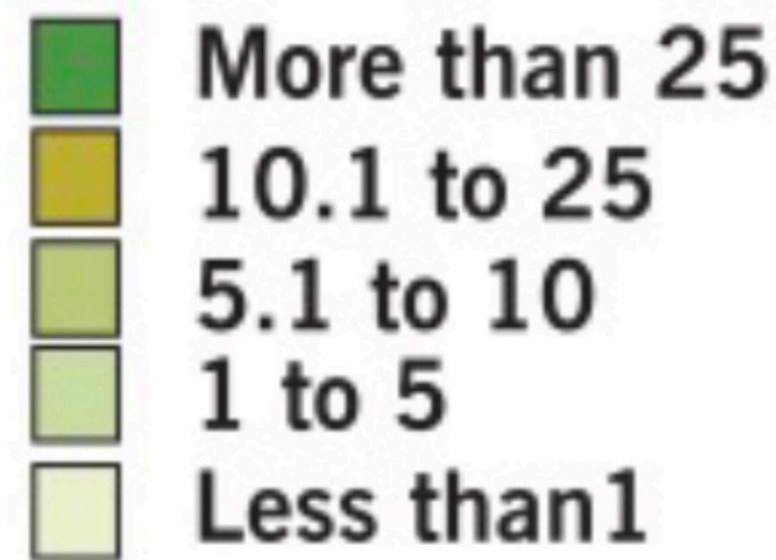 More than 25
10.1 to 25
5.1 to 10
1 to 5
Less than1